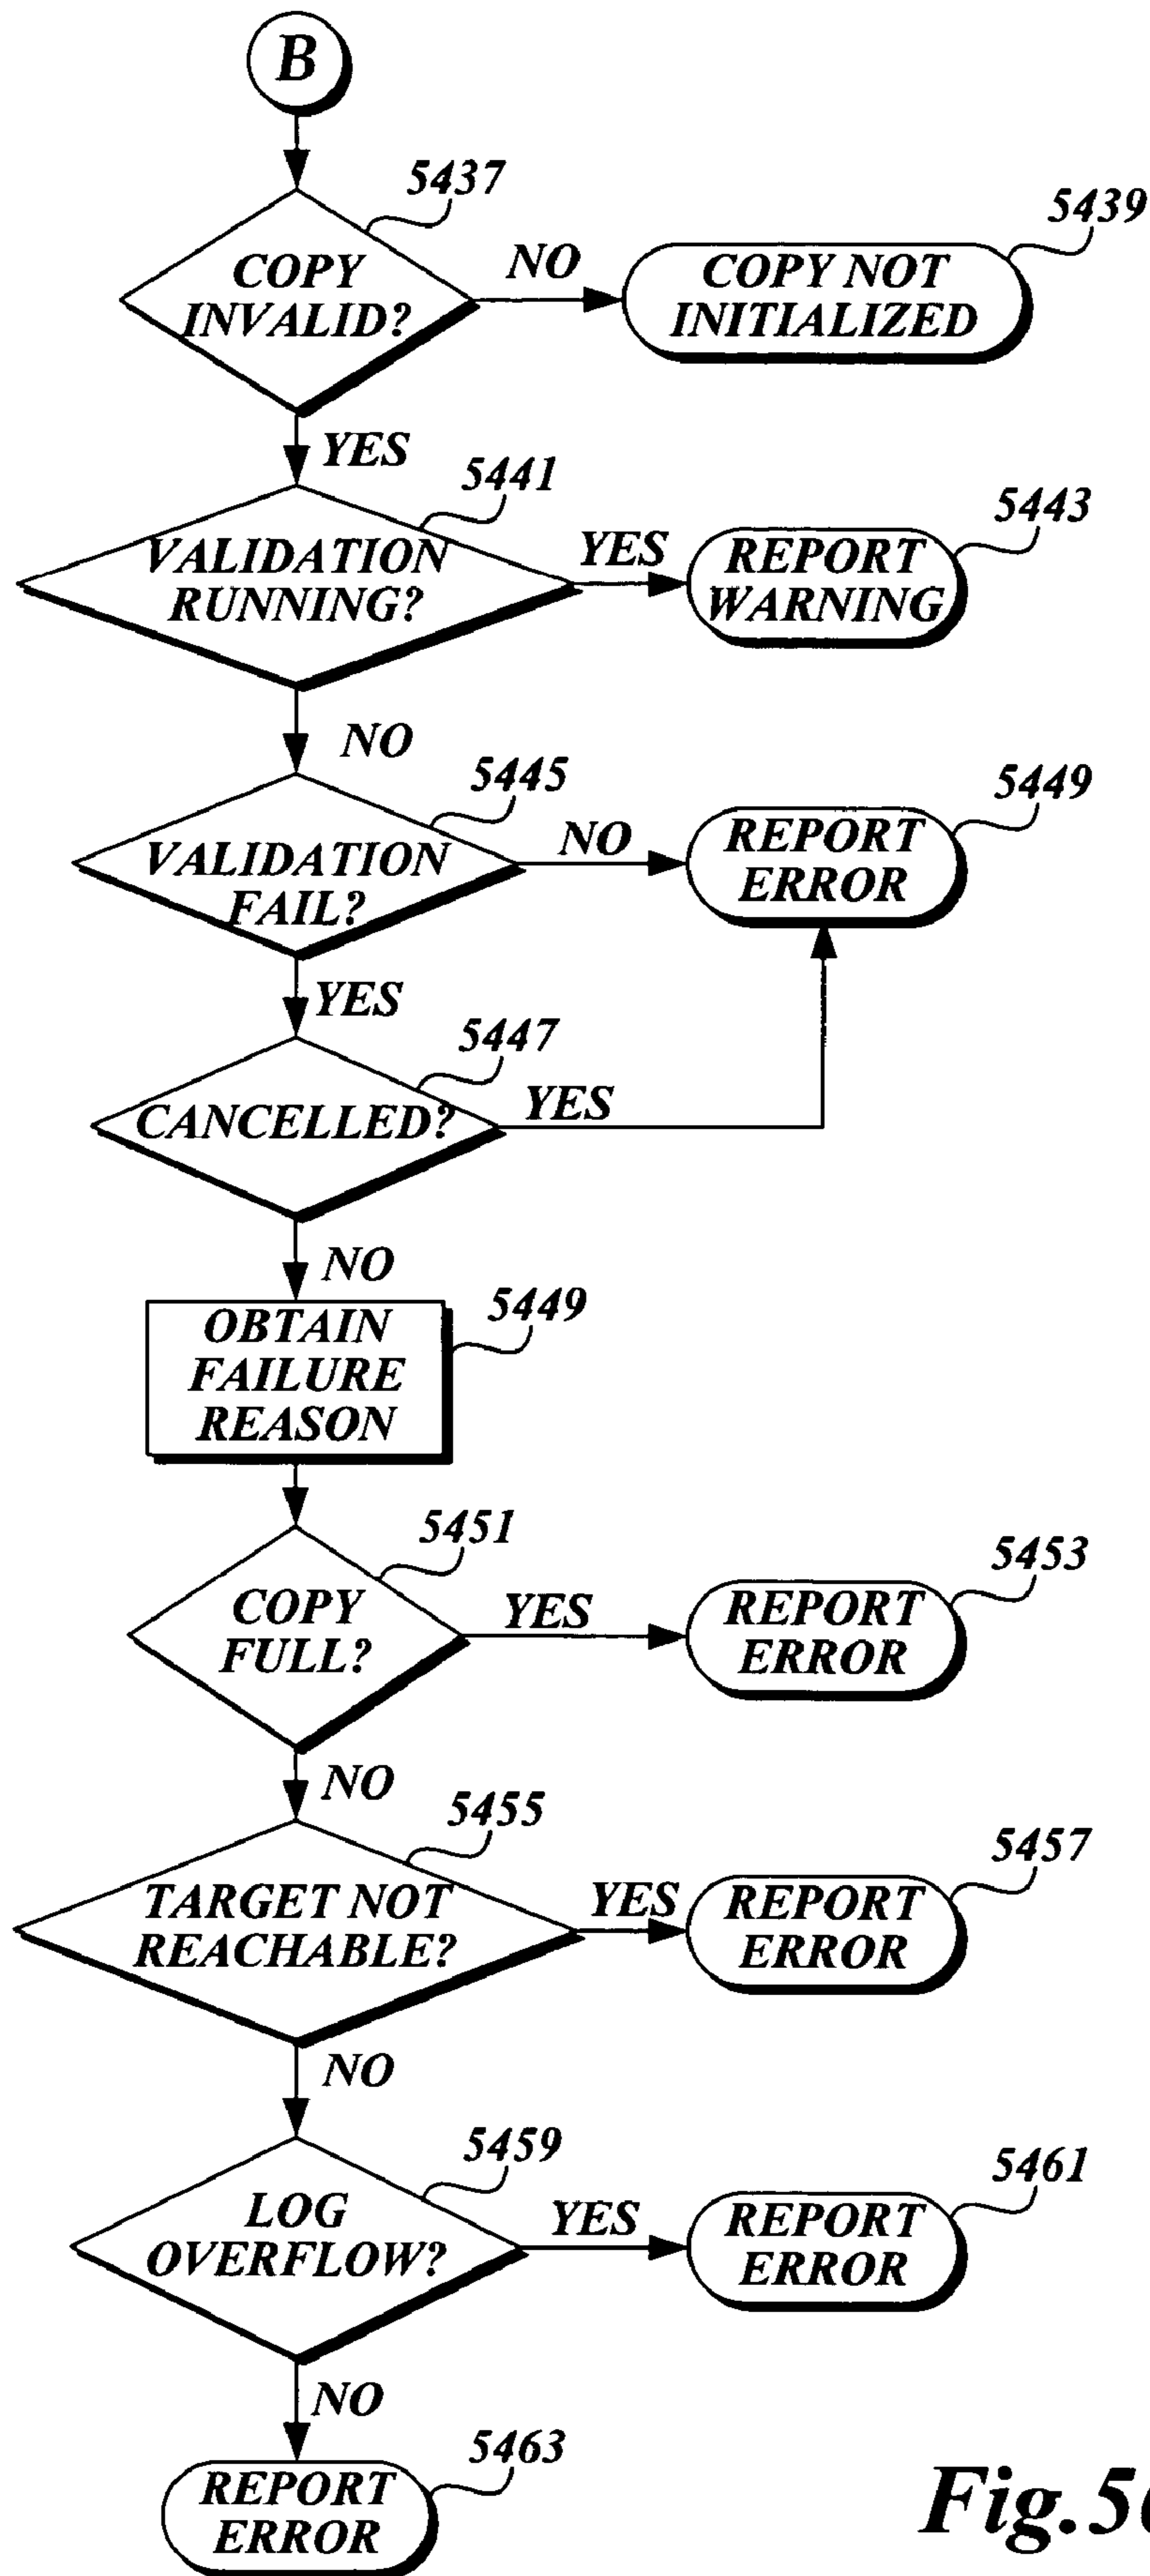 B
5437
COPY
INVALID?
NO
5439
COPY NOT
INITIALIZED
YES
5441
VALIDATION
RUNNING?
YES
5443
REPORT
WARNING
NO
5445
VALIDATION
FAIL?
NO
5449
REPORT
ERROR
YES
5447
CANCELLED?
YES
NO
5449
OBTAIN
FAILURE
REASON
5451
COPY
FULL?
YES
5453
REPORT
ERROR
NO
5455
TARGET NOT
REACHABLE?
YES
5457
REPORT
ERROR
NO
5459
LOG
OVERFLOW?
YES
5461
REPORT
ERROR
NO
5463
REPORT
ERROR